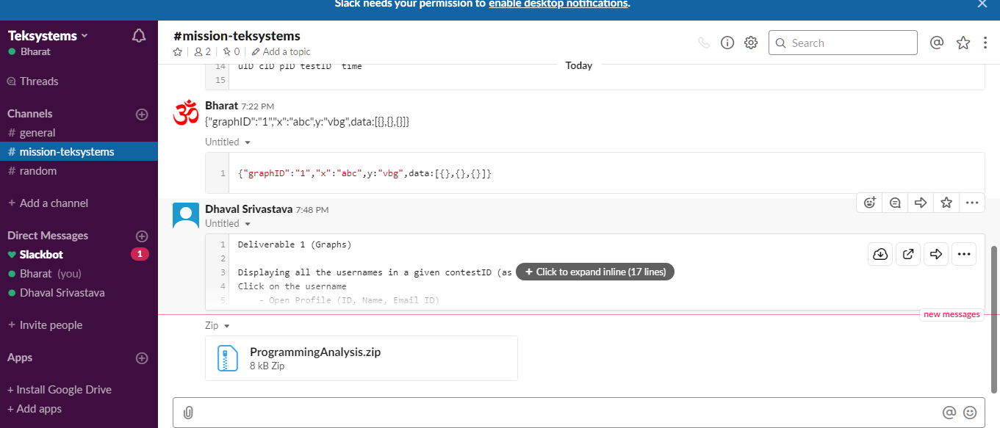 Slack needs your permission to enable desktop notifications.
Teksystems
Bharat
Threads
Channels
# general
# mission-teksystems
# random
+ Add a channel
Direct Messages
Slackbot 1
Bharat (you)
Dhaval Srivastava
+ Invite people
Apps
+ Install Google Drive
+ Add apps
#mission-teksystems
2 0 Add a topic
Search
Today
14 uID cID pID testID time
15
Bharat 7:22 PM
{"graphID":"1""x":"abc",y:"vbg",data:[{},{},{}]}
Untitled
1 {"graphID":"1","x":"abc",y:"vbg",data:[{},{},{}]}
Dhaval Srivastava 7:48 PM
Untitled
1 Deliverable 1 (Graphs)
2
3 Displaying all the usernames in a given contestID (as
+ Click to expand inline (17 lines)
4 Click on the username
5 - Open Profile (ID, Name, Email ID)
new messages
Zip
ProgrammingAnalysis.zip
8 kB Zip